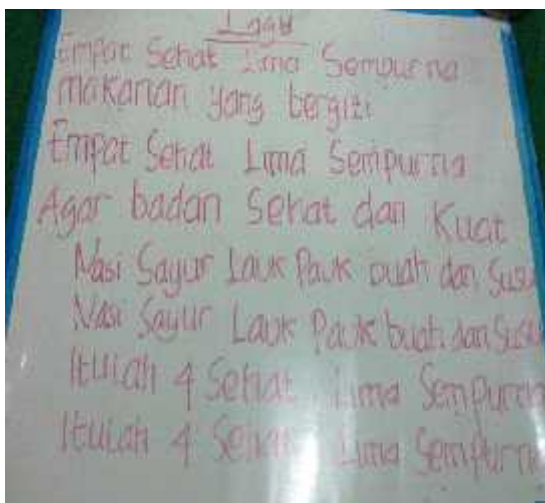 Lagu
Empat Sehat Lima Sempurna
makanan yang bergizi
Empat Sehat Lima Sempurna
Agar badan Sehat dan Kuat
Nasi Sayur Lauk Pauk buah dan Susu
Nasi Sayur Lauk Pauk buah dan Susu
Itulah 4 Sehat Lima Sempurna
Itulah 4 Sehat Lima Sempurna